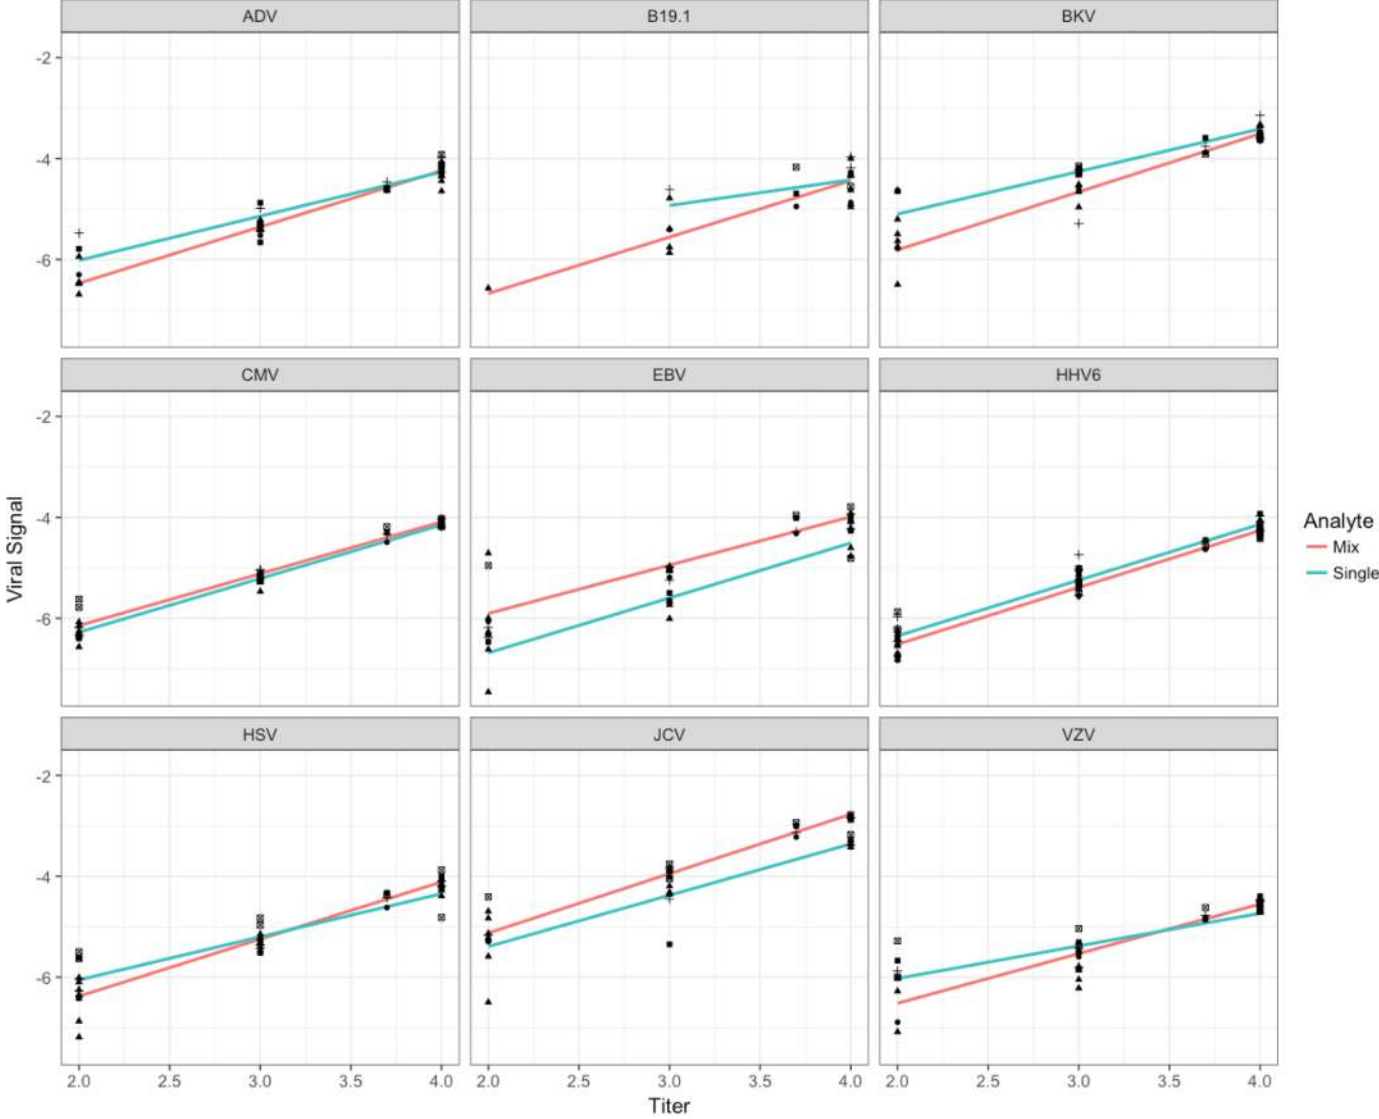 ADV B19.1 BKV
-2
-4
-6
CMV EBV HHV6
-2
-4
-6
Viral Signal
Analyte
Mix
Single
HSV JCV VZV
-2
-4
-6
2.0 2.5 3.0 3.5 4.0 2.0 2.5 3.0 3.5 4.0 2.0 2.5 3.0 3.5 4.0
Titer